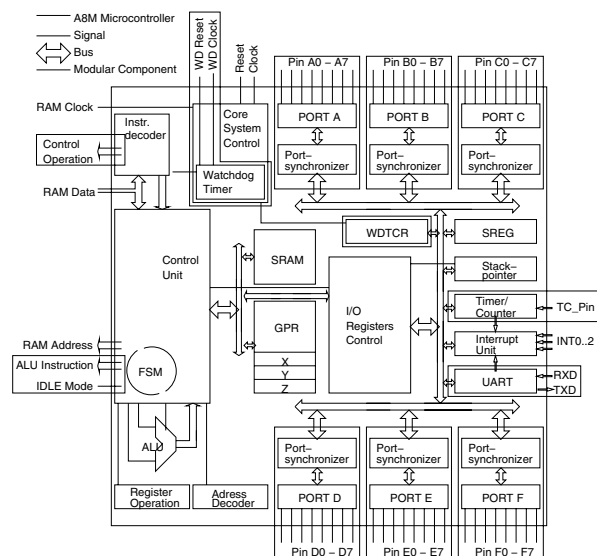 A8M Microcontroller
Signal
Bus
Modular Component
WD Reset
WD Clock
Reset
Clock
Pin A0 – A7
Pin B0 – B7
Pin C0 – C7
RAM Clock
Instr.
decoder
Core
System
Control
PORT A
PORT B
PORT C
Control
Operation
Port-
synchronizer
Port-
synchronizer
Port-
synchronizer
Watchdog
Timer
RAM Data
WDTCR
SREG
Control
Unit
SRAM
Stack-
pointer
I/O
Registers
Control
Timer/
Counter
TC_Pin
GPR
Interrupt
Unit
INT0..2
RAM Address
ALU Instruction
IDLE Mode
FSM
X
Y
Z
UART
RXD
TXD
ALU
Port-
synchronizer
Port-
synchronizer
Port-
synchronizer
Register
Operation
Adress
Decoder
PORT D
PORT E
PORT F
Pin D0 – D7
Pin E0 – E7
Pin F0 – F7